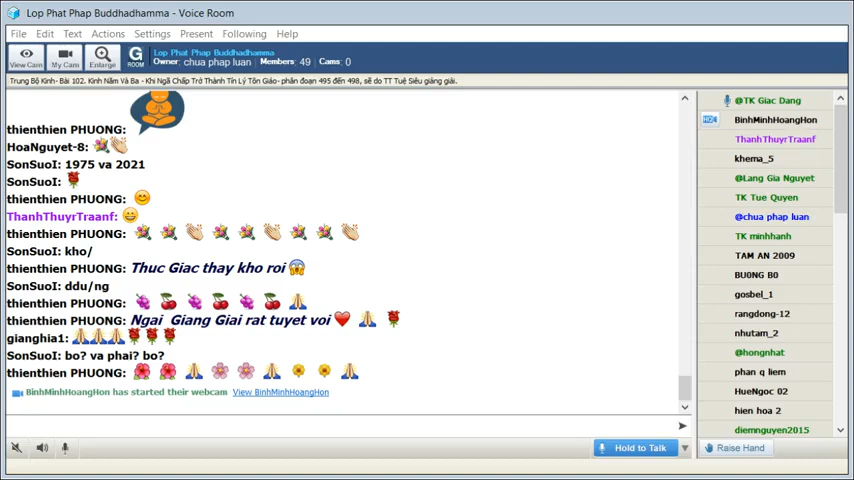 Lop Phat Phap Buddhadhamma - Voice Room
File Edit Text Actions Settings Present Following Help
View Cam My Cam Enlarge G ROOM
Lop Phat Phap Buddhadhamma
Owner: chua phap luan Members: 49 Cams: 0
Trung Bộ Kinh- Bài 102. Kinh Năm Và Ba - Khi Ngã Chấp Trở Thành Tín Lý Tôn Giáo- phân đoạn 495 đến 498, sẽ do TT Tuệ Siêu giảng giải.
thienthien PHUONG:
HoaNguyet-8: 💐👏
SonSuoI: 1975 va 2021
SonSuoI: 🌹
thienthien PHUONG: 😊
ThanhThuyrTraanf: 😄
thienthien PHUONG: 💐 💐 👏 💐 💐 👏 💐 💐 👏
SonSuoI: kho/
thienthien PHUONG: Thuc Giac thay kho roi 😱
SonSuoI: ddu/ng
thienthien PHUONG: 🍇 🍒 🍇 🍒 🍇 🍒 🙏
thienthien PHUONG: Ngai Giang Giai rat tuyet voi ❤️ 🙏 🌹
gianghia1: 🙏🙏🙏🌹🌹🌹
SonSuoI: bo? va phai? bo?
thienthien PHUONG: 🌺 🌺 🙏 🌸 🌸 🙏 🌼 🌼 🙏
BinhMinhHoangHon has started their webcam View BinhMinhHoangHon
Hold to Talk
@TK Giac Dang
HD BinhMinhHoangHon
ThanhThuyrTraanf
khema_5
@Lang Gia Nguyet
TK Tue Quyen
@chua phap luan
TK minhhanh
TAM AN 2009
BU0NG B0
gosbel_1
rangdong-12
nhutam_2
@hongnhat
phan q liem
HueNgoc 02
hien hoa 2
diemnguyen2015
Raise Hand